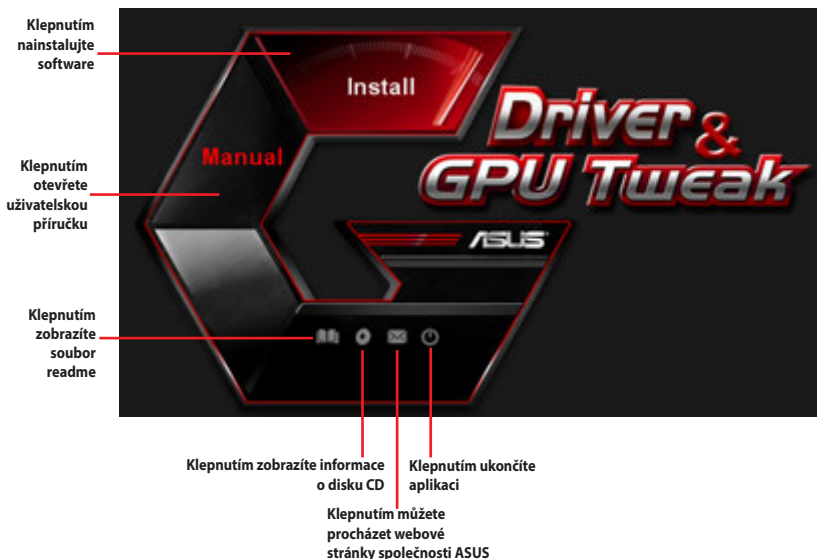 Klepnutím
nainstalujte
software
Install
Driver &
GPU Tweak
Manual
Klepnutím
otevřete
uživatelskou
příručku
ASUS
Klepnutím
zobrazíte
soubor
readme
Klepnutím zobrazíte informace
o disku CD
Klepnutím ukončíte
aplikaci
Klepnutím můžete
procházet webové
stránky společnosti ASUS